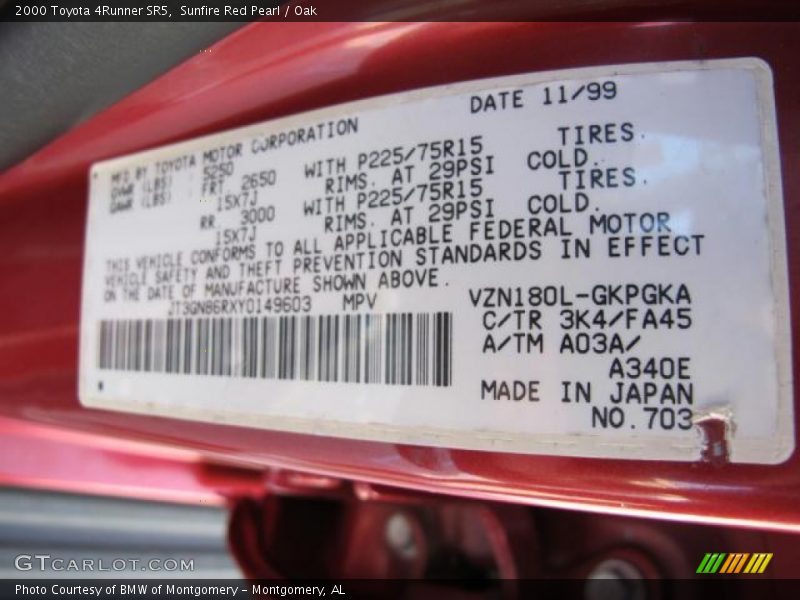 2000 Toyota 4Runner SR5,  Sunfire Red Pearl / Oak
DATE 11/99
MFD BY TOYOTA MOTOR CORPORATION
GVWR (LBS) 5250 WITH P225/75R15 TIRES.
GAWR (LBS) FRT 2650 RIMS. AT 29PSI COLD.
15X7J WITH P225/75R15 TIRES.
RR 3000 RIMS. AT 29PSI COLD.
15X7J
THIS VEHICLE CONFORMS TO ALL APPLICABLE FEDERAL MOTOR
VEHICLE SAFETY AND THEFT PREVENTION STANDARDS IN EFFECT
ON THE DATE OF MANUFACTURE SHOWN ABOVE.
JT3GN86RXY0149603 MPV
VZN180L-GKPGKA
C/TR 3K4/FA45
A/TM A03A/
A340E
MADE IN JAPAN
NO.703
GTCARLOT.COM
Photo Courtesy of BMW of Montgomery - Montgomery, AL